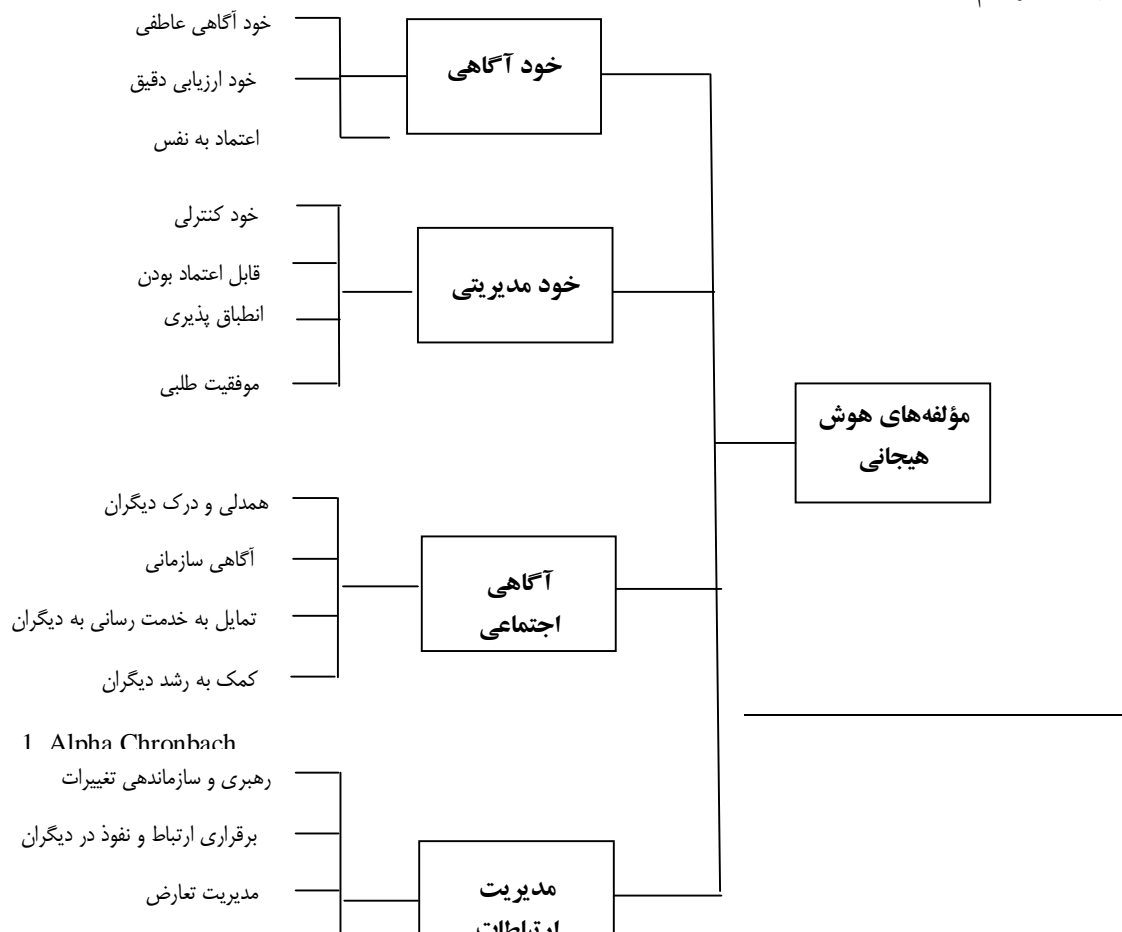 مؤلفه‌های هوش
هیجانی
خود آگاهی
خود آگاهی عاطفی
خود ارزیابی دقیق
اعتماد به نفس
خود مدیریتی
خود کنترلی
قابل اعتماد بودن
انطباق پذیری
موفقیت طلبی
آگاهی
اجتماعی
همدلی و درک دیگران
آگاهی سازمانی
تمایل به خدمت رسانی به دیگران
کمک به رشد دیگران
1. Alpha Chronbach
مدیریت
ارتباطات
رهبری و سازماندهی تغییرات
برقراری ارتباط و نفوذ در دیگران
مدیریت تعارض